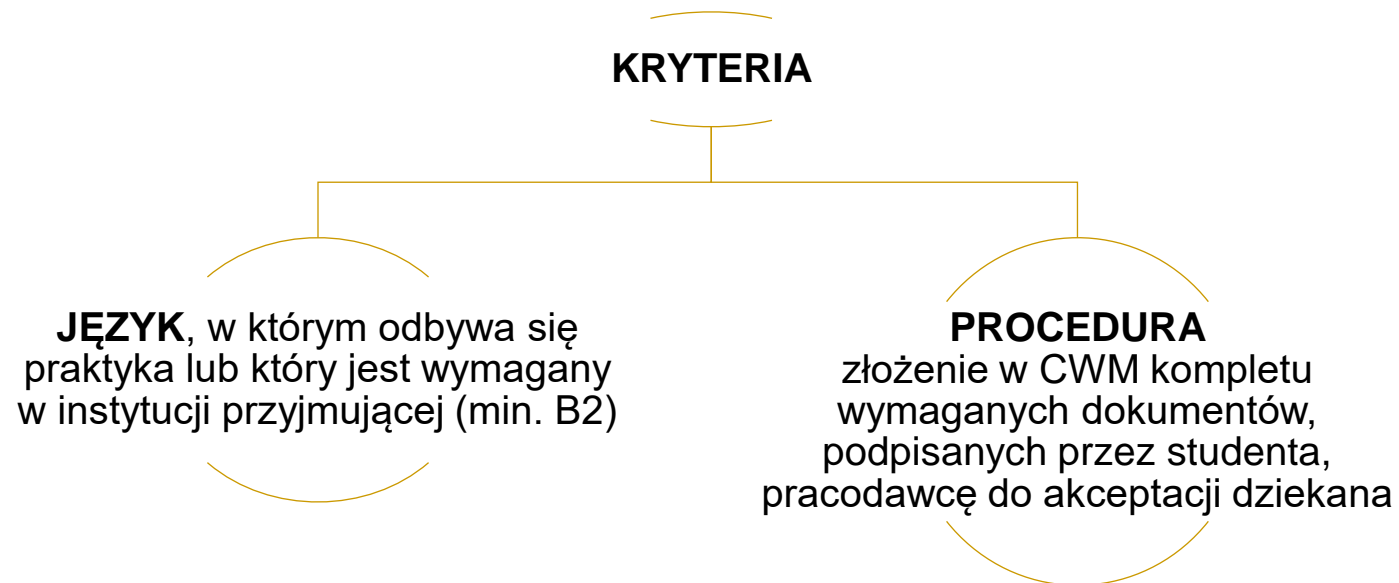 KRYTERIA
JĘZYK, w którym odbywa się
praktyka lub który jest wymagany
w instytucji przyjmującej (min. B2)
PROCEDURA
złożenie w CWM kompletu
wymaganych dokumentów,
podpisanych przez studenta,
pracodawcę do akceptacji dziekana